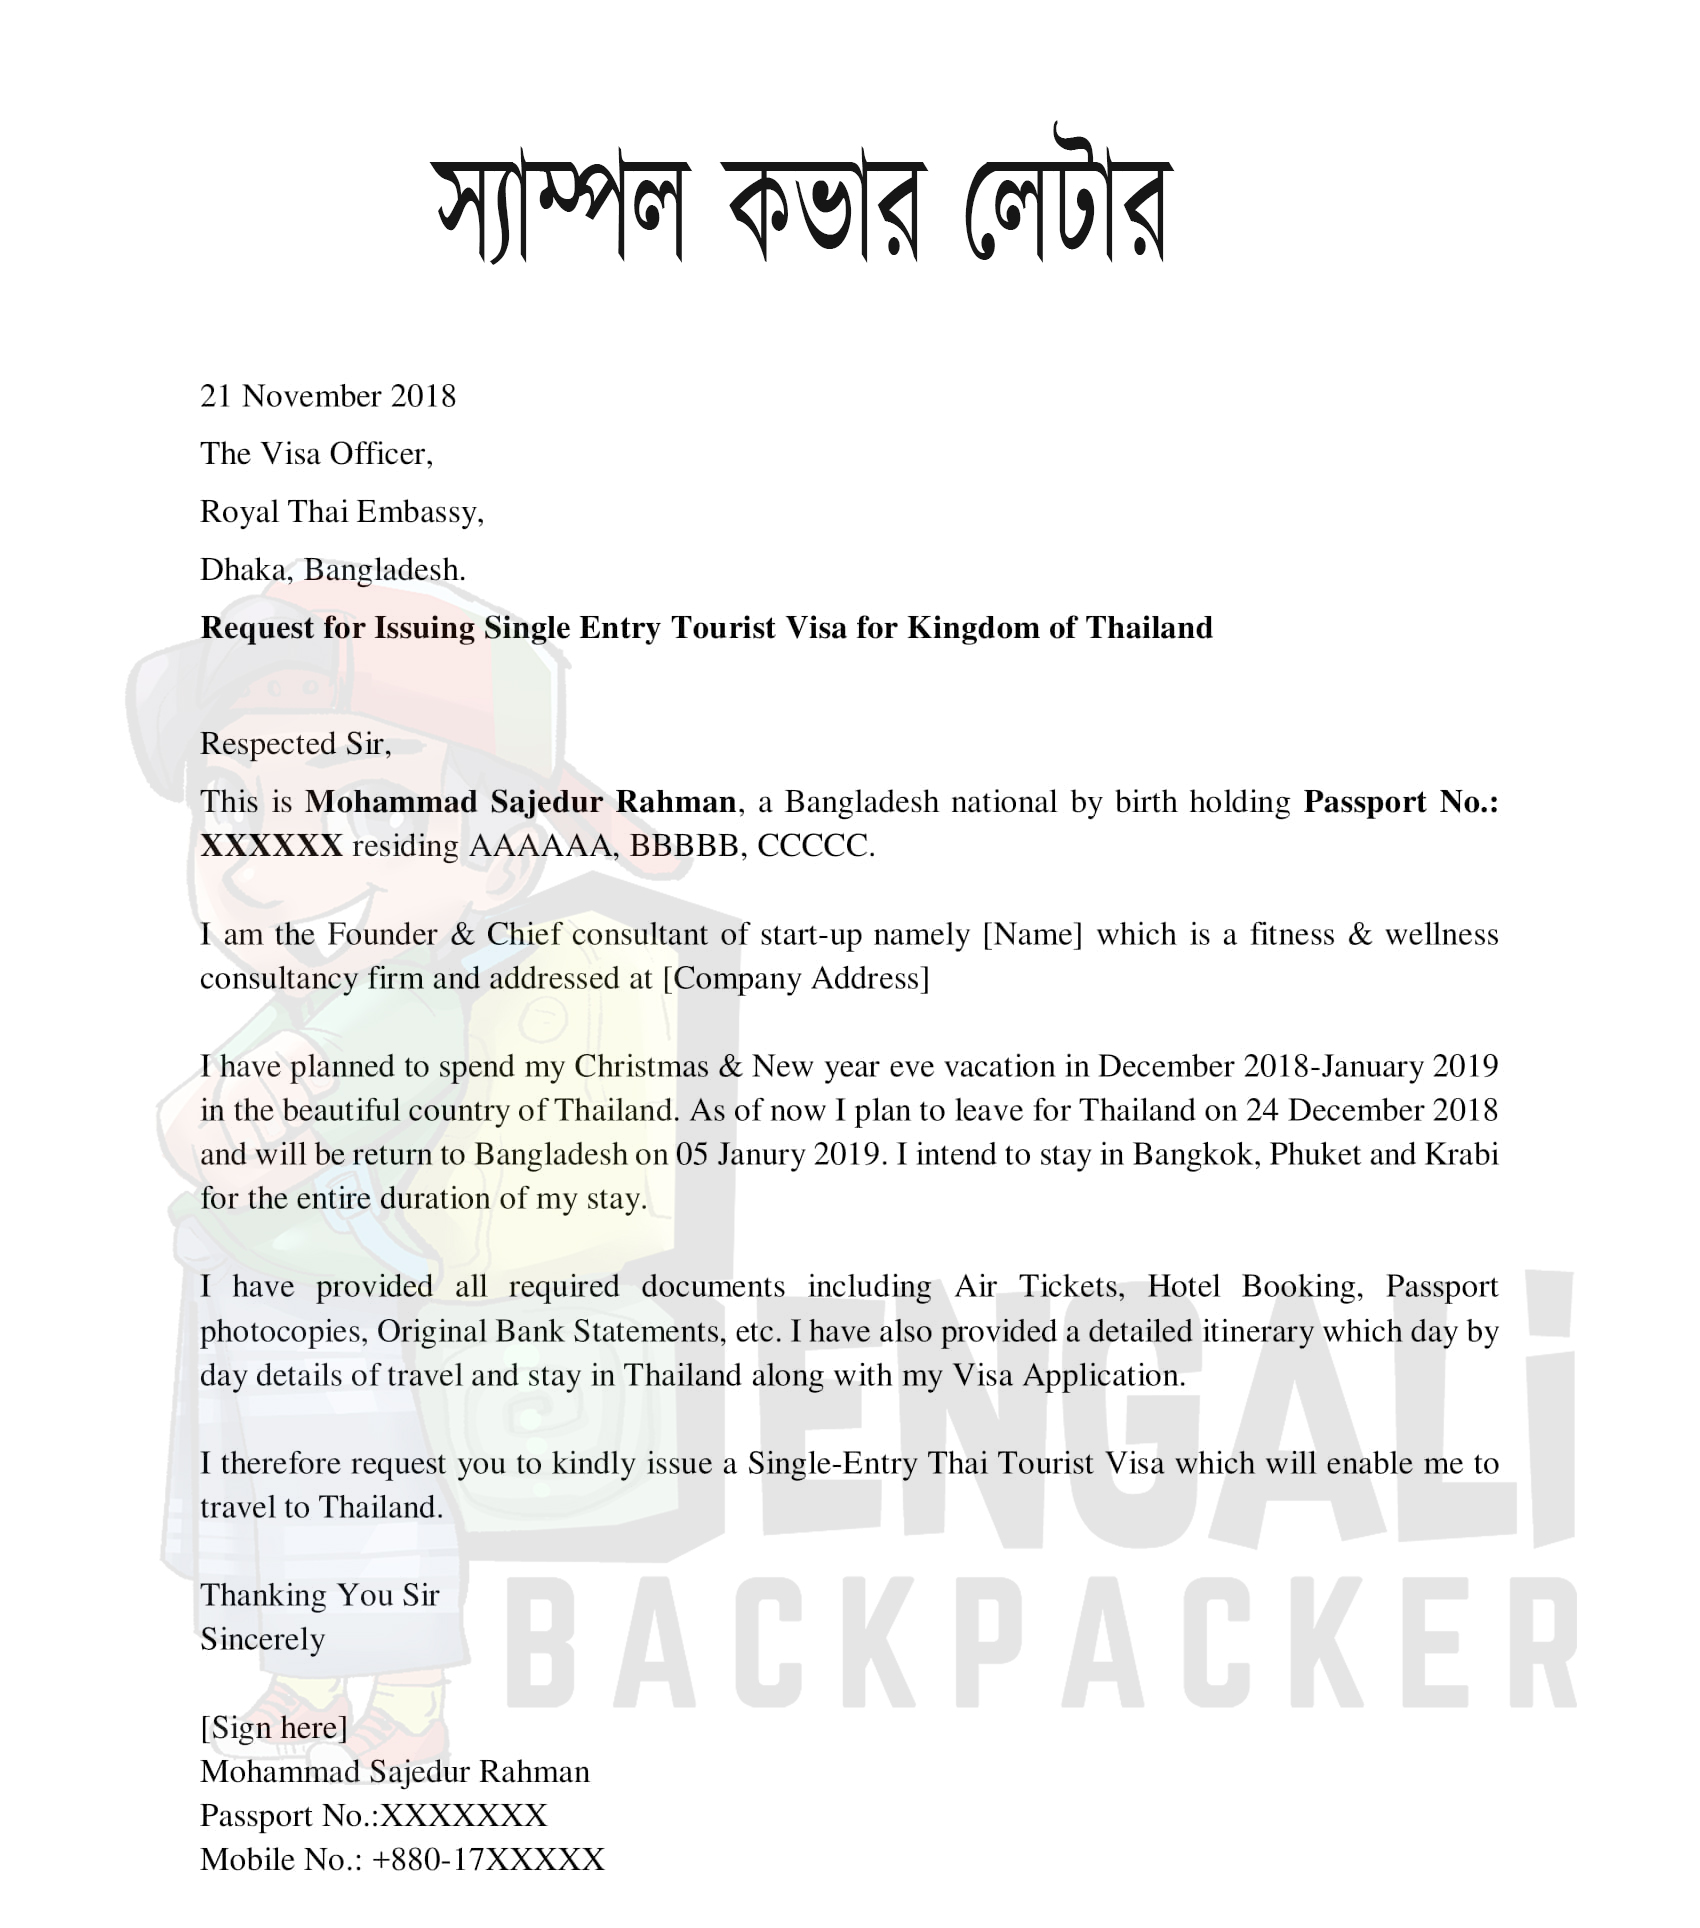 স্যাম্পল কভার লেটার
21 November 2018
The Visa Officer,
Royal Thai Embassy,
Dhaka, Bangladesh.
Request for Issuing Single Entry Tourist Visa for Kingdom of Thailand
Respected Sir,
This is Mohammad Sajedur Rahman, a Bangladesh national by birth holding Passport No.:
XXXXXX residing AAAAAA, BBBBB, CCCCC.
I am the Founder & Chief consultant of start-up namely [Name] which is a fitness & wellness
consultancy firm and addressed at [Company Address]
I have planned to spend my Christmas & New year eve vacation in December 2018-January 2019
in the beautiful country of Thailand. As of now I plan to leave for Thailand on 24 December 2018
and will be return to Bangladesh on 05 Janury 2019. I intend to stay in Bangkok, Phuket and Krabi
for the entire duration of my stay.
I have provided all required documents including Air Tickets, Hotel Booking, Passport
photocopies, Original Bank Statements, etc. I have also provided a detailed itinerary which day by
day details of travel and stay in Thailand along with my Visa Application.
I therefore request you to kindly issue a Single-Entry Thai Tourist Visa which will enable me to
travel to Thailand.
Thanking You Sir
Sincerely
[Sign here]
Mohammad Sajedur Rahman
Passport No.:XXXXXXX
Mobile No.: +880-17XXXXX
BENGALi
BACKPACKER